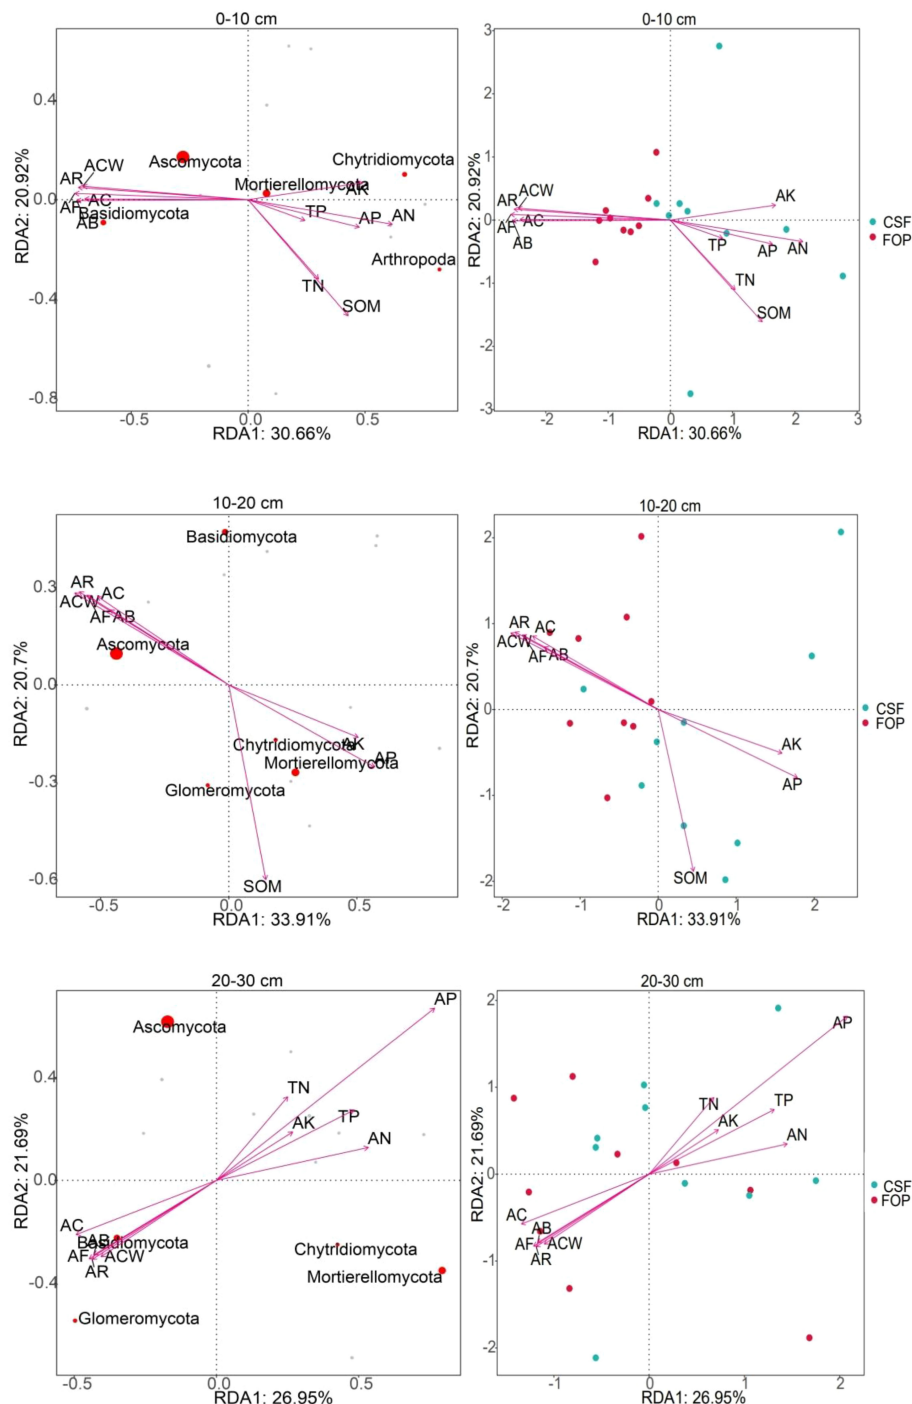 0-10 cm
0.4
0.0
-0.4
-0.8
RDA2: 20.92%
Ascomycota
Chytridiomycota
ACW
AR
Mortierellomycota
AK
AF
AC
Basidiomycota
AB
TP
AP
AN
Arthropoda
TN
SOM
-0.5
0.0
0.5
RDA1: 30.66%
0-10 cm
3
2
1
0
-1
-2
-3
RDA2: 20.92%
ACW
AR
AK
AF
AC
AB
TP
AP
AN
TN
SOM
CSF
FOP
-2
-1
0
1
2
3
RDA1: 30.66%
10-20 cm
0.3
0.0
-0.3
-0.6
RDA2: 20.7%
Basidiomycota
AR
AC
ACW
AF
AB
Ascomycota
Chytridiomycota
AK
AP
Mortierellomycota
Glomeromycota
SOM
-0.5
0.0
0.5
RDA1: 33.91%
10-20 cm
2
1
0
-1
-2
RDA2: 20.7%
AR
AC
ACW
AF
AB
AK
AP
SOM
CSF
FOP
-2
-1
0
1
2
RDA1: 33.91%
20-30 cm
0.4
0.0
-0.4
RDA2: 21.69%
AP
Ascomycota
TN
TP
AK
AN
AC
AB
Basidiomycota
AF
ACW
AR
Chytridiomycota
Mortierellomycota
Glomeromycota
-0.5
0.0
0.5
RDA1: 26.95%
20-30 cm
2
1
0
-1
-2
RDA2: 21.69%
AP
TN
TP
AK
AN
AC
AB
AF
ACW
AR
CSF
FOP
-1
0
1
2
RDA1: 26.95%